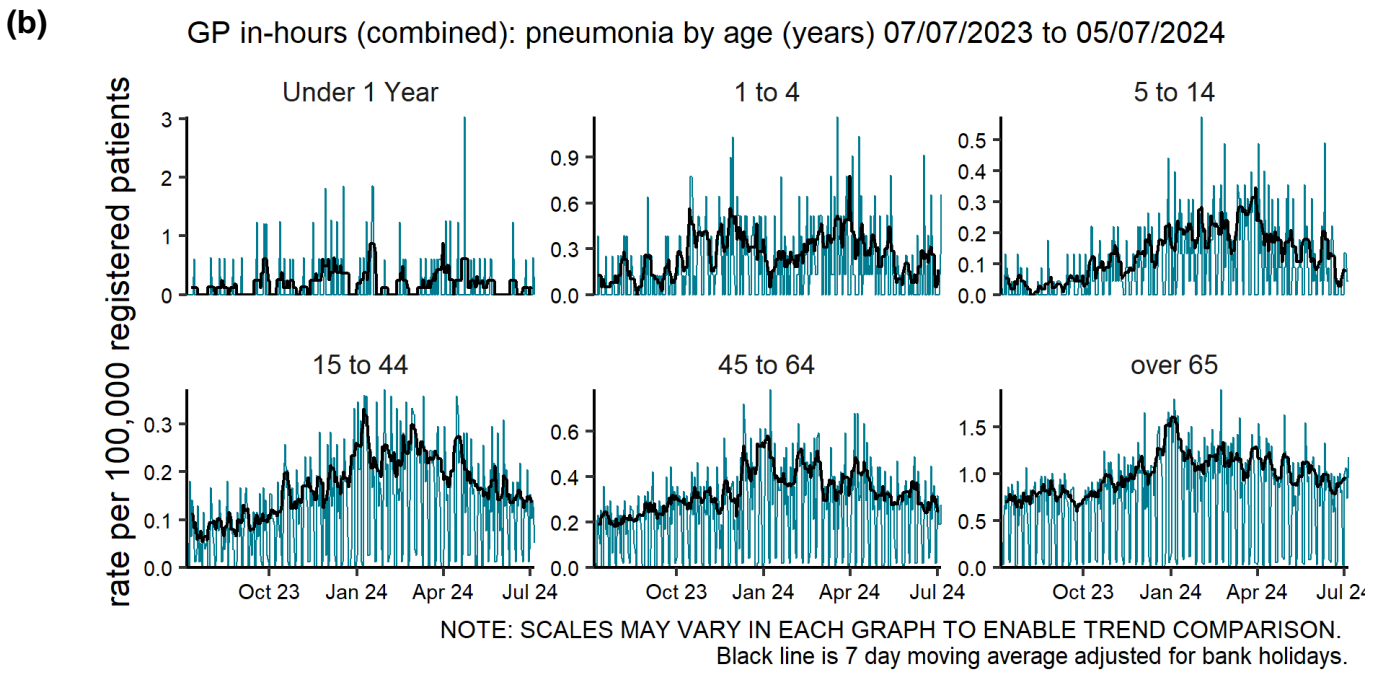 (b)
GP in-hours (combined): pneumonia by age (years) 07/07/2023 to 05/07/2024
rate per 100,000 registered patients
Under 1 Year
1 to 4
5 to 14
3
2
1
0
0.9
0.6
0.3
0.0
0.5
0.4
0.3
0.2
0.1
0.0
15 to 44
45 to 64
over 65
0.3
0.2
0.1
0.0
0.6
0.4
0.2
0.0
1.5
1.0
0.5
0.0
Oct 23 Jan 24 Apr 24 Jul 24
Oct 23 Jan 24 Apr 24 Jul 24
Oct 23 Jan 24 Apr 24 Jul 24
NOTE: SCALES MAY VARY IN EACH GRAPH TO ENABLE TREND COMPARISON.
Black line is 7 day moving average adjusted for bank holidays.